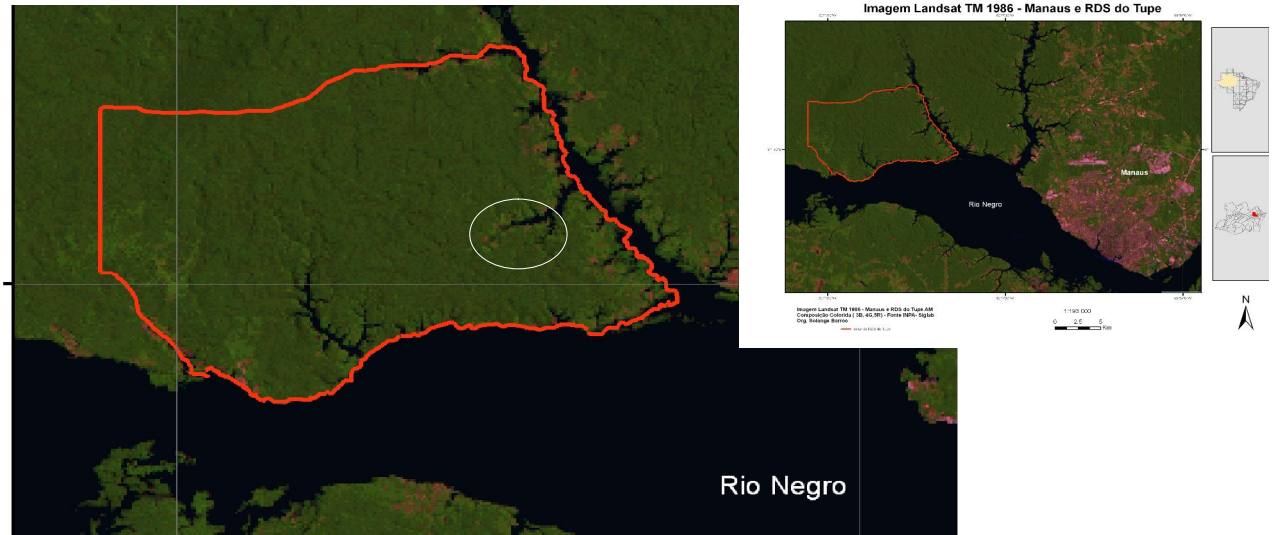 Imagem Landsat TM 1986 - Manaus e RDS do Tupe
Manaus
Rio Negro
Imagem Landsat TM 1986 - Manaus e RDS do Tupe AM
Composição Colorida ( 3B, 4G,5R) - Fonte INPA- Siglab
Org. Solange Barros
1:193 000
0 2,5 5
Km
N
Rio Negro